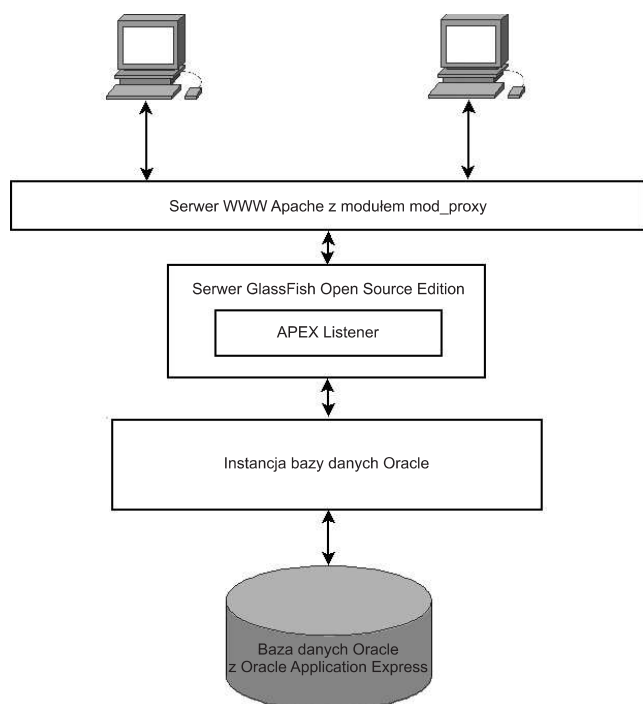 Serwer WWW Apache z modułem mod_proxy
Serwer GlassFish Open Source Edition
APEX Listener
Instancja bazy danych Oracle
Baza danych Oracle
z Oracle Application Express